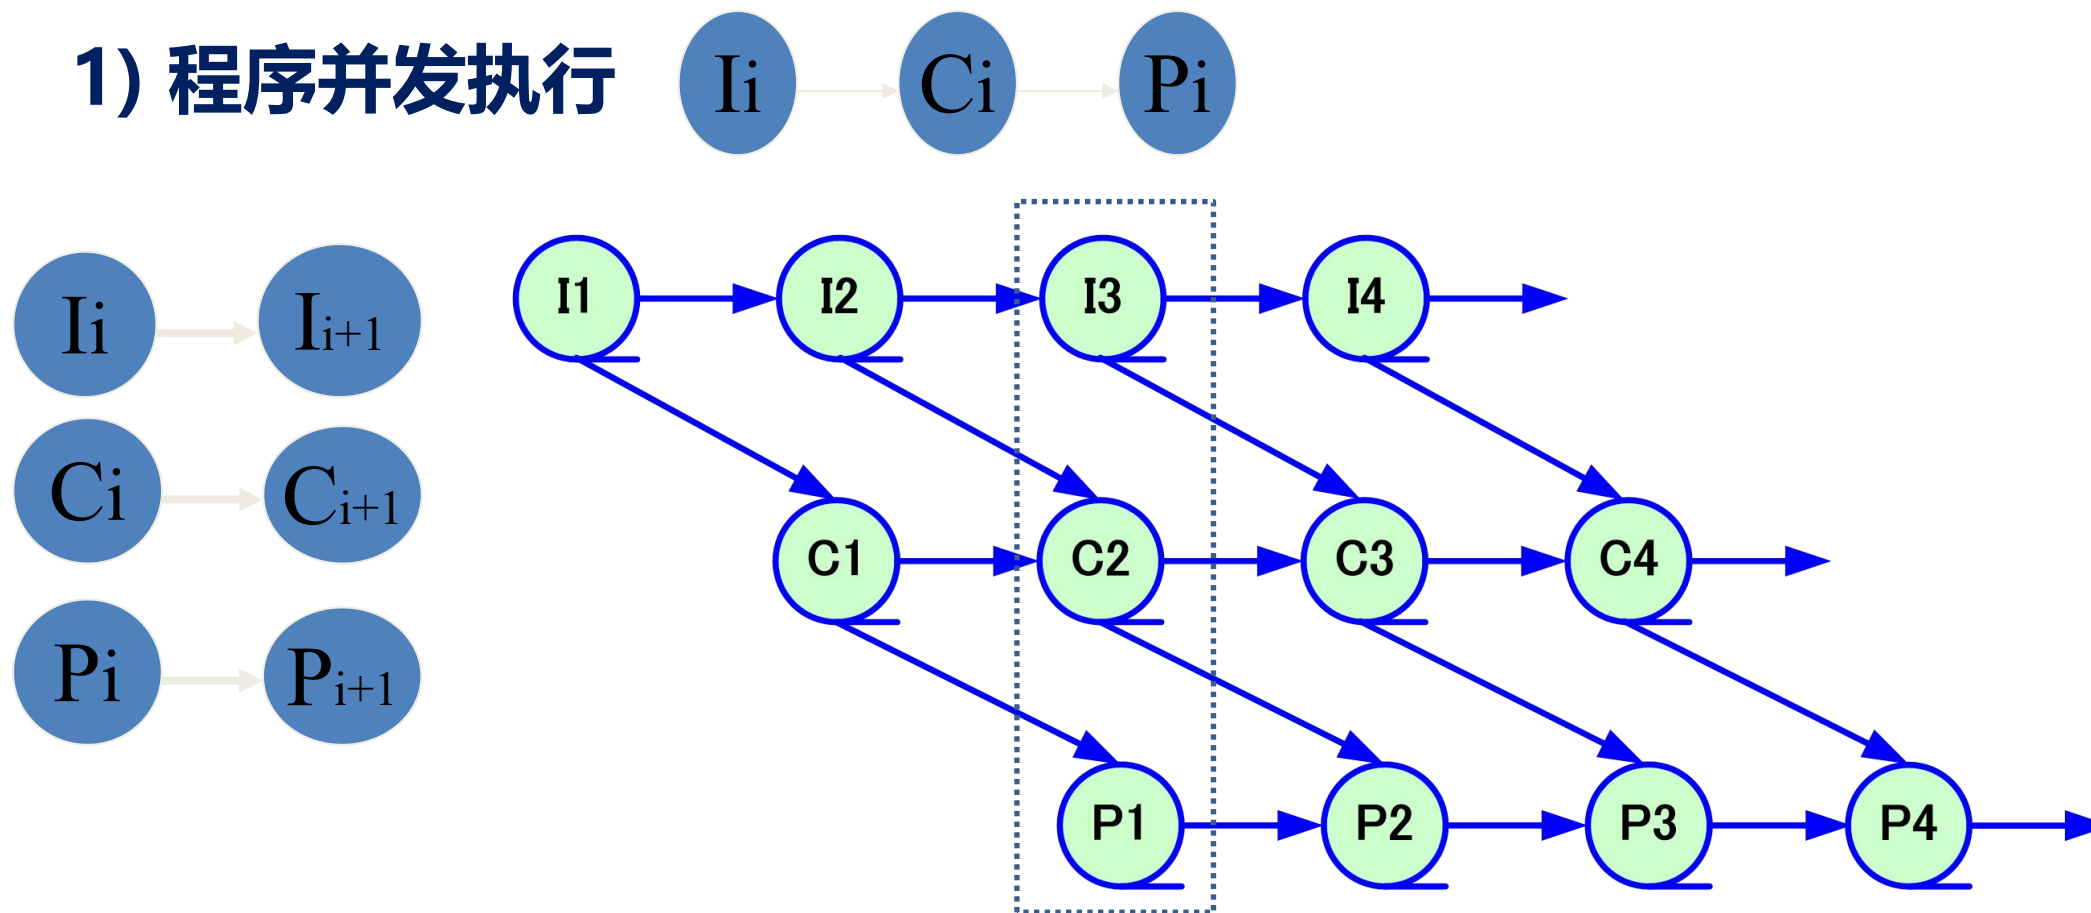 1) 程序并发执行
Ii Ci Pi
Ii Ii+1
I1 I2 I3 I4
Ci Ci+1
C1 C2 C3 C4
Pi Pi+1
P1 P2 P3 P4